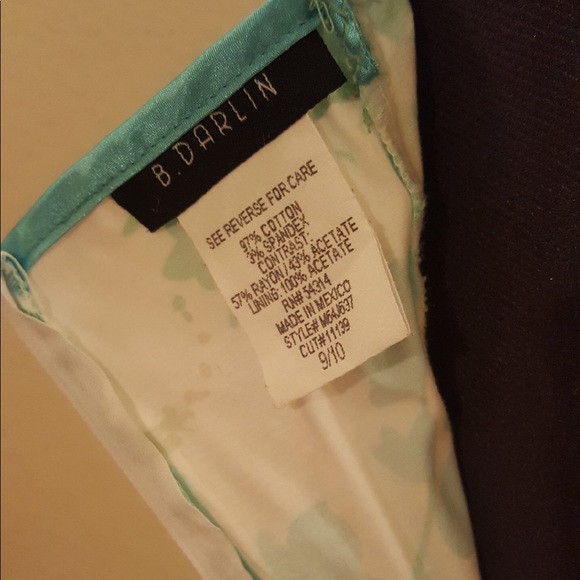 B.DARLIN
SEE REVERSE FOR CARE
97% COTTON
3% SPANDEX
CONTRAST:
57% RAYON/43% ACETATE
LINING: 100% ACETATE
RN# 54314
MADE IN MEXICO
STYLE# M64J637
CUT# 11139
9/10